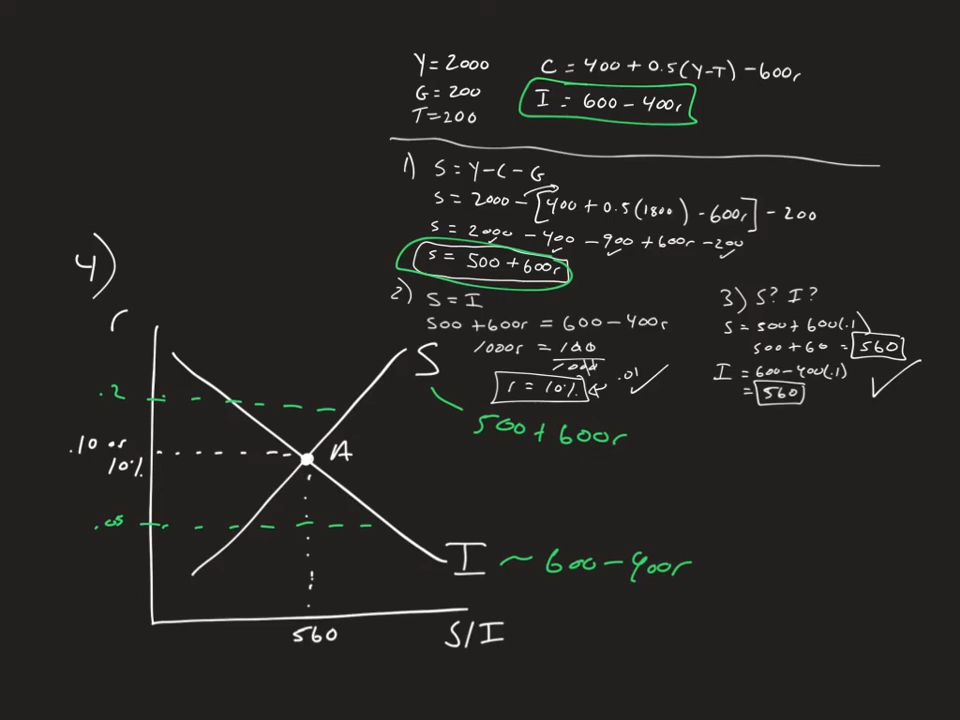 Y = 2000
G = 200
T = 200
C = 400 + 0.5(Y-T) - 600r
I = 600 - 400r
1) S = Y - C - G
S = 2000 - [400 + 0.5(1800) - 600r] - 200
S = 2000 - 400 - 900 + 600r - 200
S = 500 + 600r
2) S = I
500 + 600r = 600 - 400r
1000r = 100
1000
r = 10% .01
3) S? I?
S = 500 + 600(.1)
500 + 60 = 560
I = 600 - 400(.1)
= 560
4)
r
S
500 + 600r
.2
.10 or
10%
A
.05
I ~ 600 - 400r
560
S/I